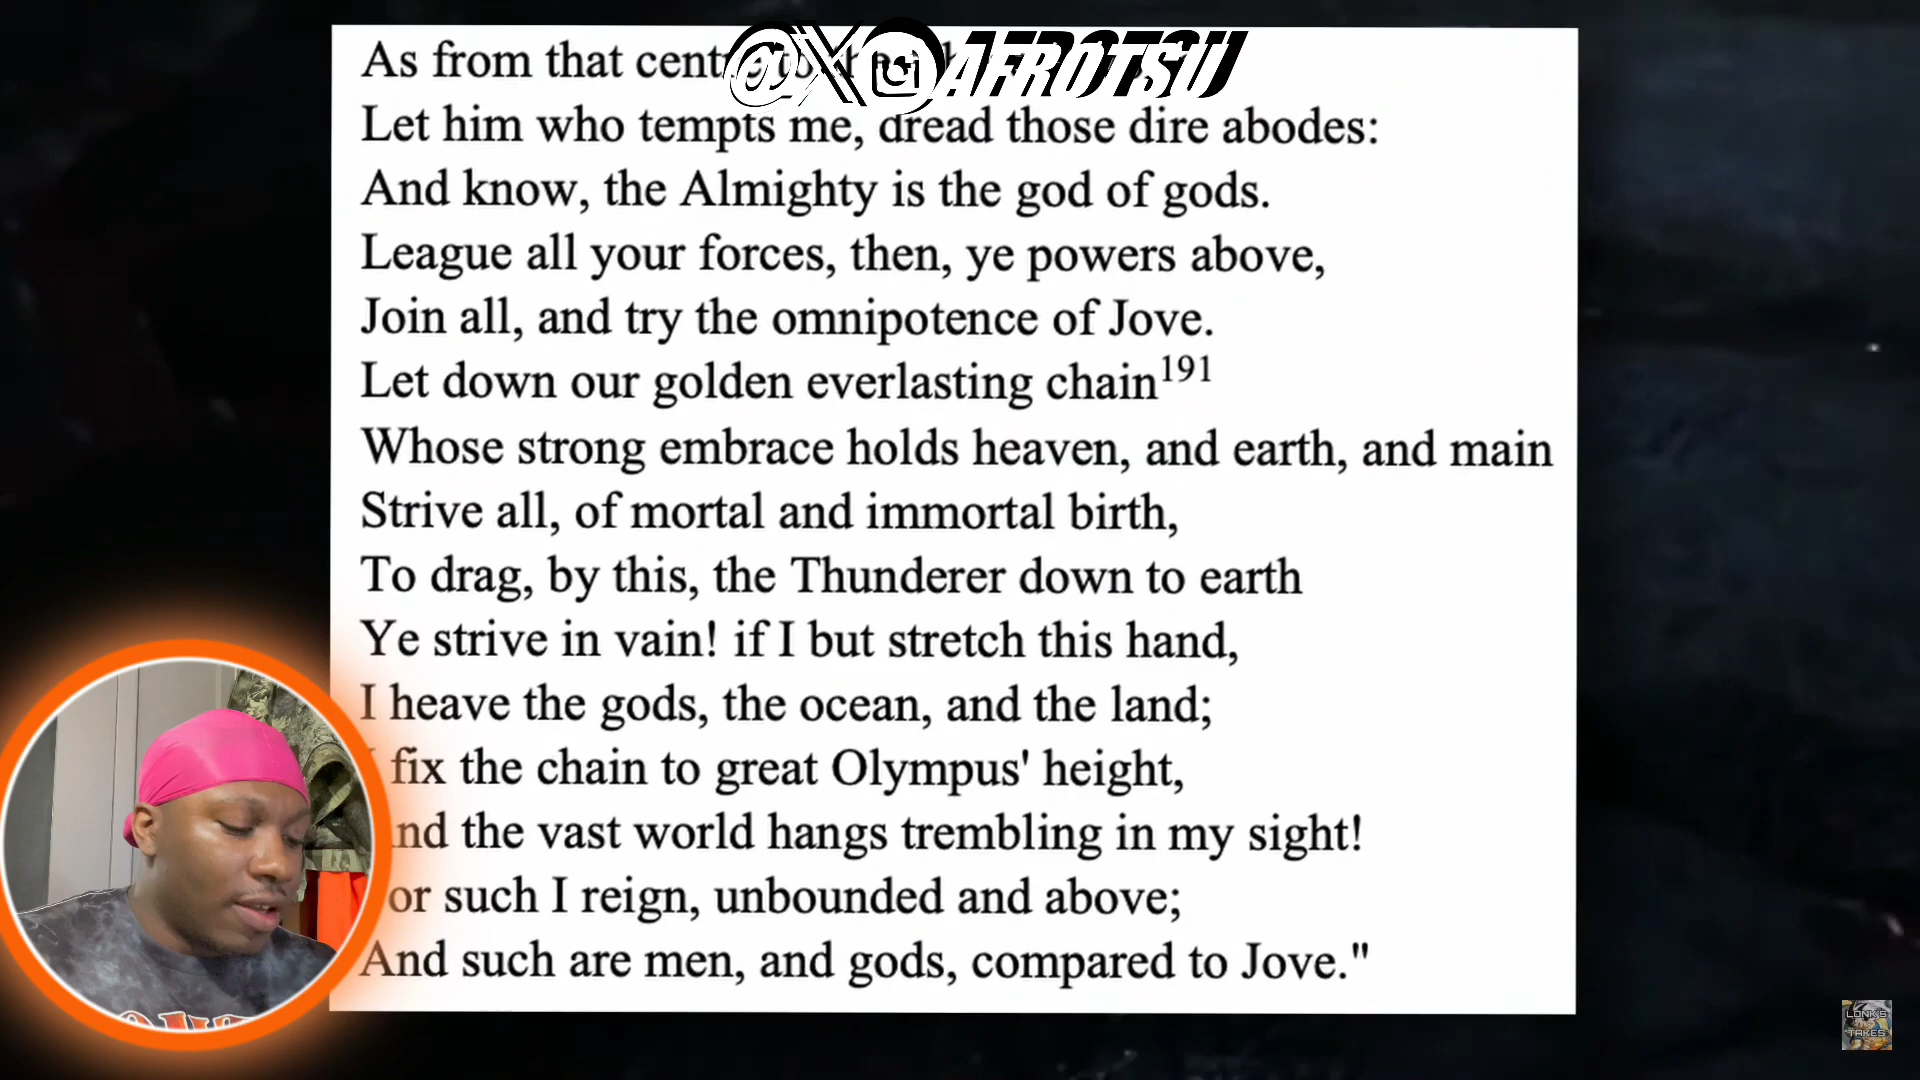 @X AFROTSU
As from that
Let him who tempts me, dread those dire abodes:
And know, the Almighty is the god of gods.
League all your forces, then, ye powers above,
Join all, and try the omnipotence of Jove.
Let down our golden everlasting chain191
Whose strong embrace holds heaven, and earth, and main
Strive all, of mortal and immortal birth,
To drag, by this, the Thunderer down to earth
Ye strive in vain! if I but stretch this hand,
I heave the gods, the ocean, and the land;
fix the chain to great Olympus' height,
And the vast world hangs trembling in my sight!
For such I reign, unbounded and above;
And such are men, and gods, compared to Jove."
LONK'S
TAKES